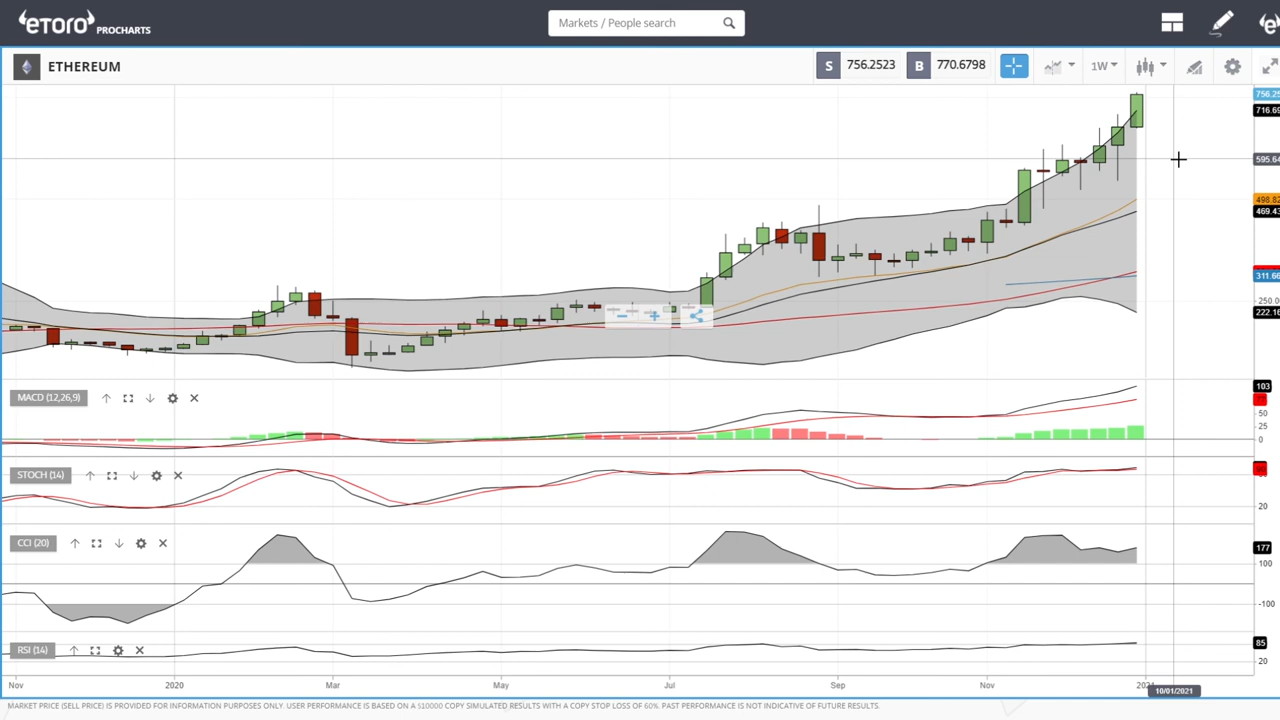 eToro PROCHARTS
Markets / People search
ETHEREUM
S 756.2523 B 770.6798
1W
756.25
716.69
595.64
498.82
469.43
311.66
250.0
222.16
MACD (12,26,9)
103
50
25
0
STOCH (14)
20
CCI (20)
177
100
-100
RSI (14)
85
20
Nov 2020 Mar May Jul Sep Nov 2021
10/01/2021
MARKET PRICE (SELL PRICE) IS PROVIDED FOR INFORMATION PURPOSES ONLY. USER PERFORMANCE IS BASED ON A $10000 COPY SIMULATED RESULTS WITH A COPY STOP LOSS OF 60%. PAST PERFORMANCE IS NOT INDICATIVE OF FUTURE RESULTS.